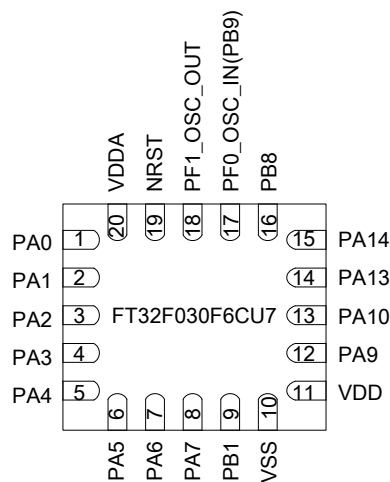 VDDA
NRST
PF1_OSC_OUT
PF0_OSC_IN(PB9)
PB8
20
19
18
17
16
PA0 1
PA1 2
PA2 3
PA3 4
PA4 5
FT32F030F6CU7
15 PA14
14 PA13
13 PA10
12 PA9
11 VDD
6
7
8
9
10
PA5
PA6
PA7
PB1
VSS